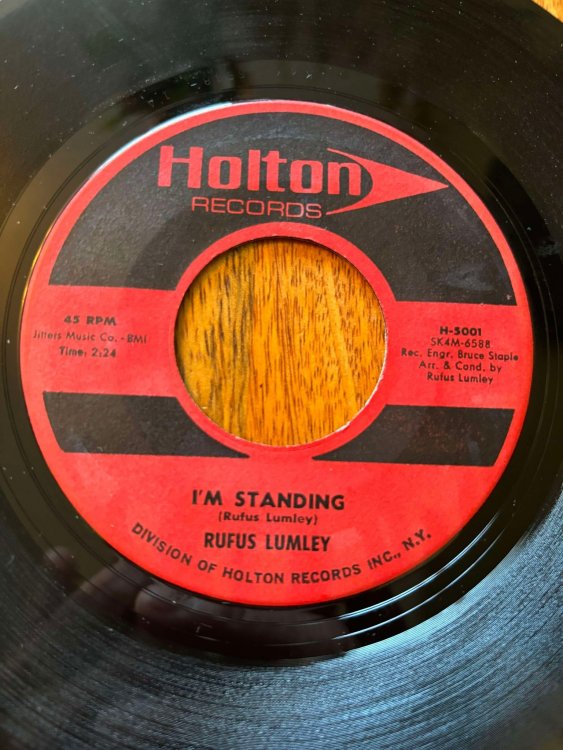 Holton
RECORDS
45 RPM
Jitters Music Co. - BMI
Time: 2:24
H-5001
SK4M-6588
Rec. Engr. Bruce Staple
Arr. & Cond. by
Rufus Lumley
I'M STANDING
(Rufus Lumley)
RUFUS LUMLEY
DIVISION OF HOLTON RECORDS INC., N.Y.